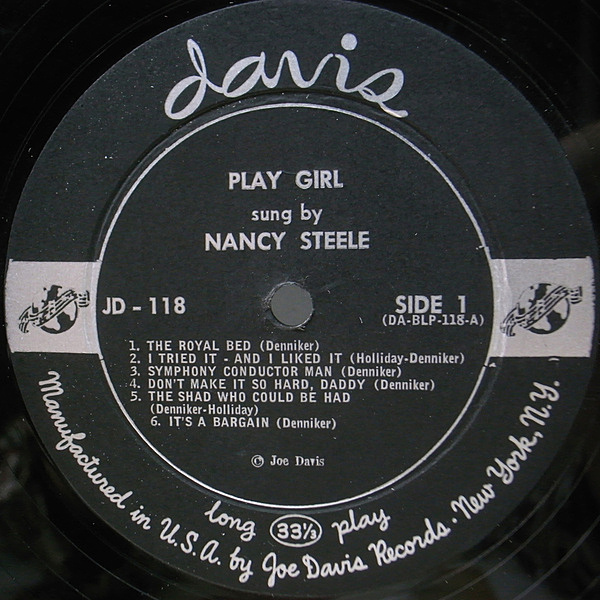 davis
PLAY GIRL
sung by
NANCY STEELE
JD - 118
SIDE 1
(DA-BLP-118-A)
1. THE ROYAL BED (Denniker)
2. I TRIED IT - AND I LIKED IT (Holliday-Denniker)
3. SYMPHONY CONDUCTOR MAN (Denniker)
4. DON'T MAKE IT SO HARD, DADDY (Denniker)
5. THE SHAD WHO COULD BE HAD
(Denniker-Holliday)
6. IT'S A BARGAIN (Denniker)
© Joe Davis
long 33⅓ play
Manufactured in U.S.A. by Joe Davis Records. New York, N.Y.